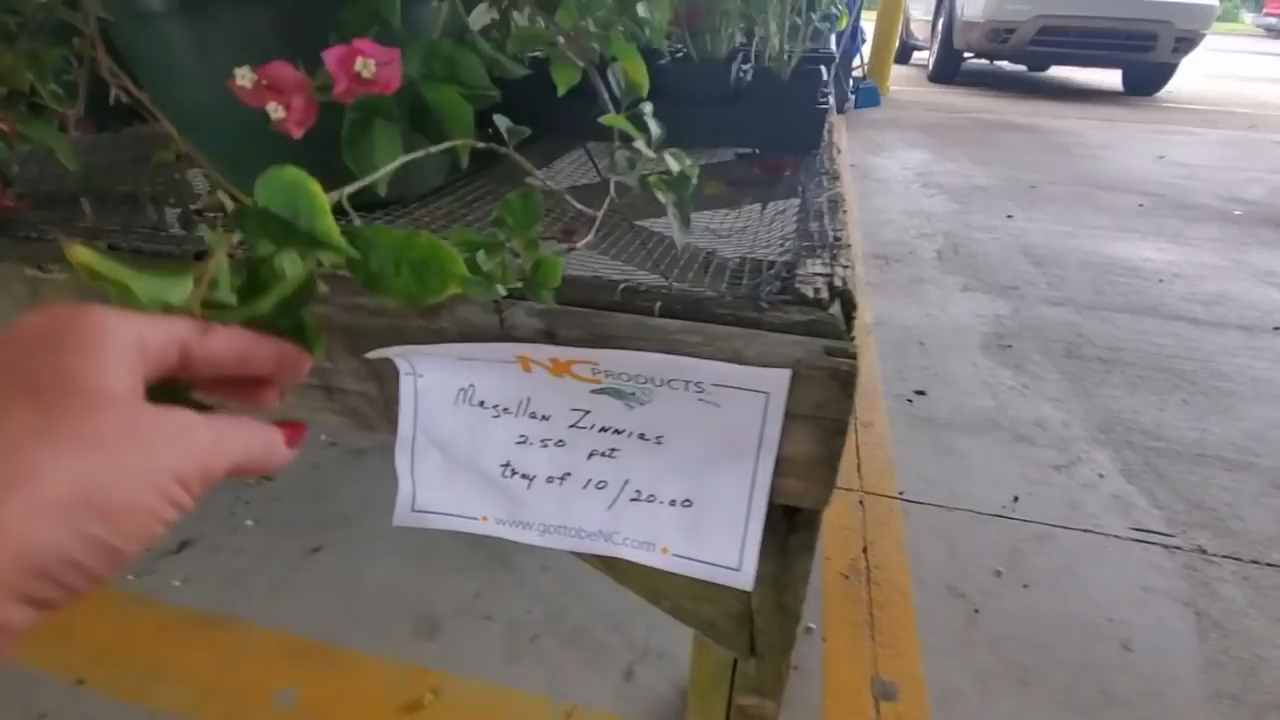 NC PRODUCTS
Magellan Zinnias
2.50 pot
tray of 10/20.00
www.gottobeNC.com